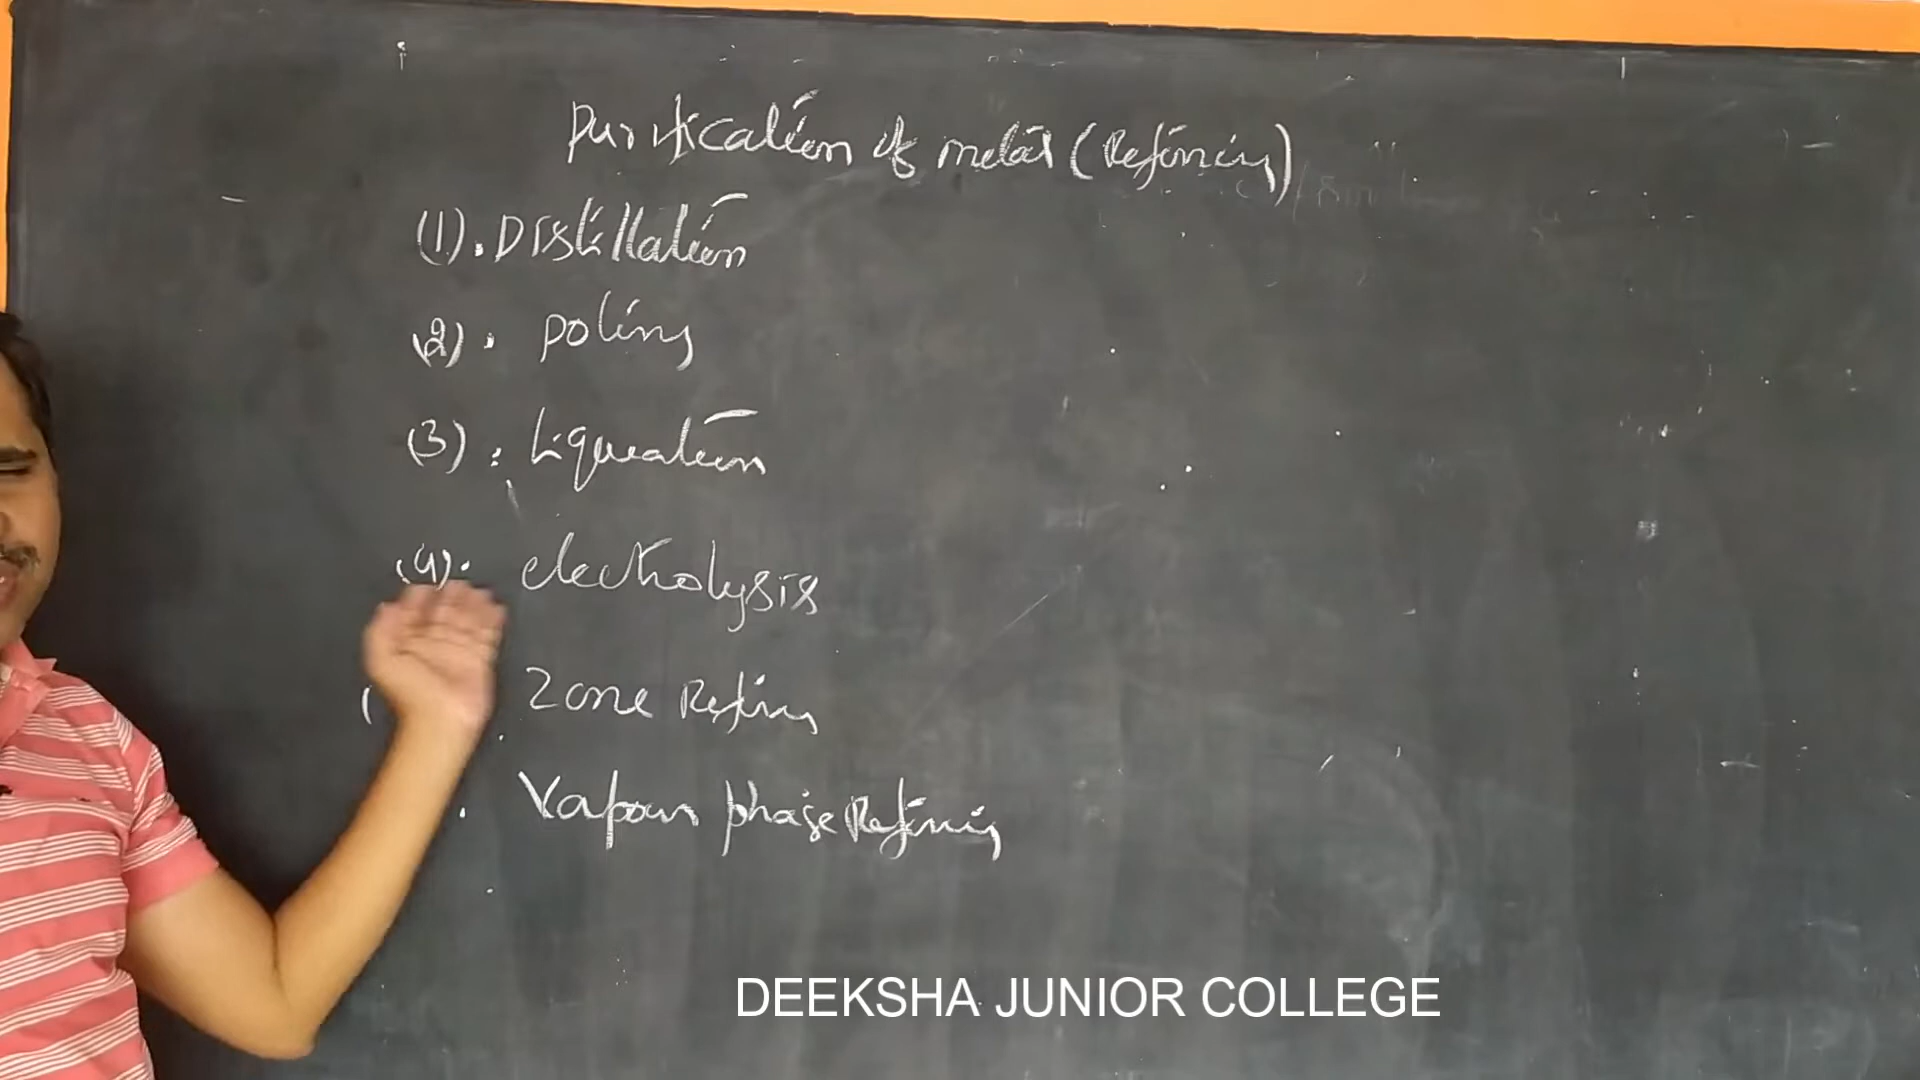 Purification of metal (Refining)
(1). Distillation
(2). poling
(3). Liquation
(4). electrolysis
( Zone Refining
. Vapour phase Refining
DEEKSHA JUNIOR COLLEGE